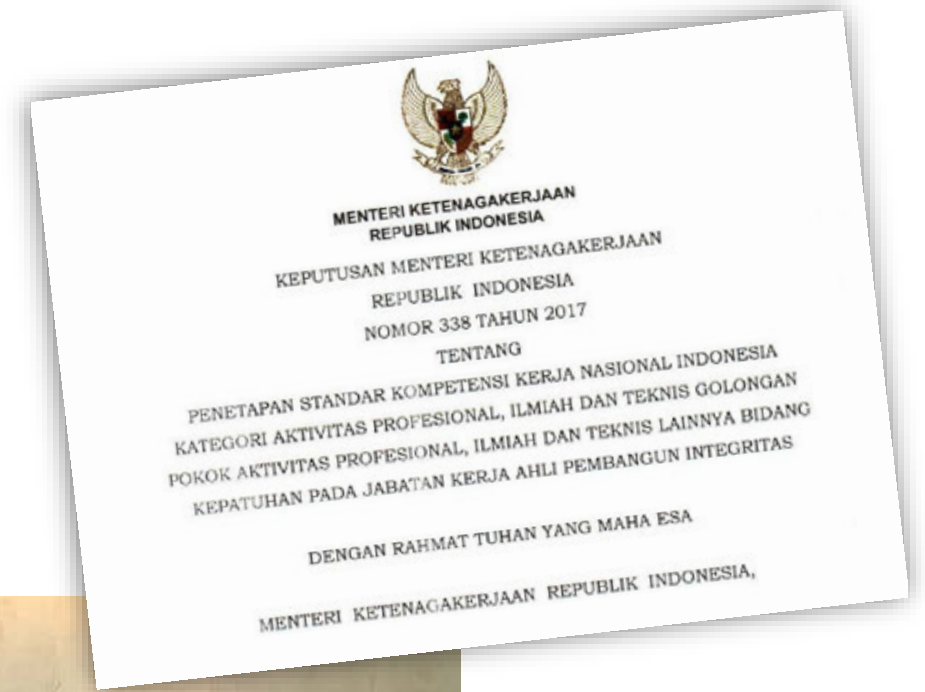 MENTERI KETENAGAKERJAAN
REPUBLIK INDONESIA
KEPUTUSAN MENTERI KETENAGAKERJAAN
REPUBLIK INDONESIA
NOMOR 338 TAHUN 2017
TENTANG
PENETAPAN STANDAR KOMPETENSI KERJA NASIONAL INDONESIA
KATEGORI AKTIVITAS PROFESIONAL, ILMIAH DAN TEKNIS GOLONGAN
POKOK AKTIVITAS PROFESIONAL, ILMIAH DAN TEKNIS LAINNYA BIDANG
KEPATUHAN PADA JABATAN KERJA AHLI PEMBANGUN INTEGRITAS
DENGAN RAHMAT TUHAN YANG MAHA ESA
MENTERI KETENAGAKERJAAN REPUBLIK INDONESIA,